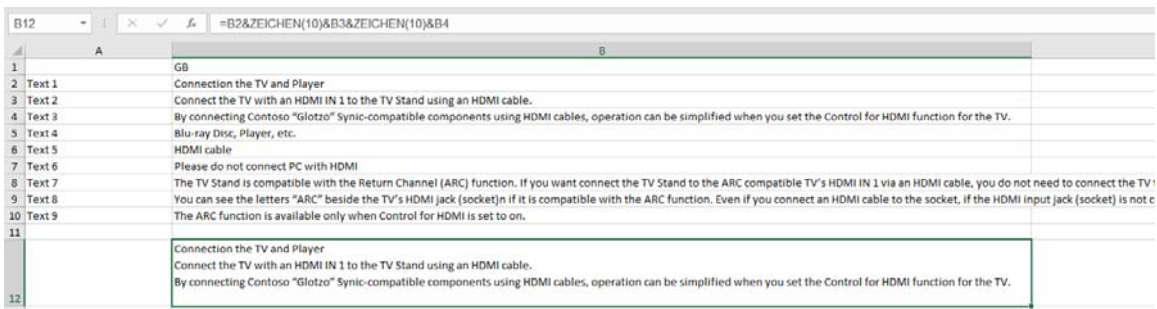 B12 fx =B2&ZEICHEN(10)&B3&ZEICHEN(10)&B4
A B
1 GB
2 Text 1 Connection the TV and Player
3 Text 2 Connect the TV with an HDMI IN 1 to the TV Stand using an HDMI cable.
4 Text 3 By connecting Contoso “Glotzo” Synic-compatible components using HDMI cables, operation can be simplified when you set the Control for HDMI function for the TV.
5 Text 4 Blu-ray Disc, Player, etc.
6 Text 5 HDMI cable
7 Text 6 Please do not connect PC with HDMI
8 Text 7 The TV Stand is compatible with the Return Channel (ARC) function. If you want connect the TV Stand to the ARC compatible TV’s HDMI IN 1 via an HDMI cable, you do not need to connect the TV
9 Text 8 You can see the letters “ARC” beside the TV’s HDMI jack (socket)n if it is compatible with the ARC function. Even if you connect an HDMI cable to the socket, if the HDMI input jack (socket) is not
10 Text 9 The ARC function is available only when Control for HDMI is set to on.
11
Connection the TV and Player
Connect the TV with an HDMI IN 1 to the TV Stand using an HDMI cable.
By connecting Contoso “Glotzo” Synic-compatible components using HDMI cables, operation can be simplified when you set the Control for HDMI function for the TV.
12